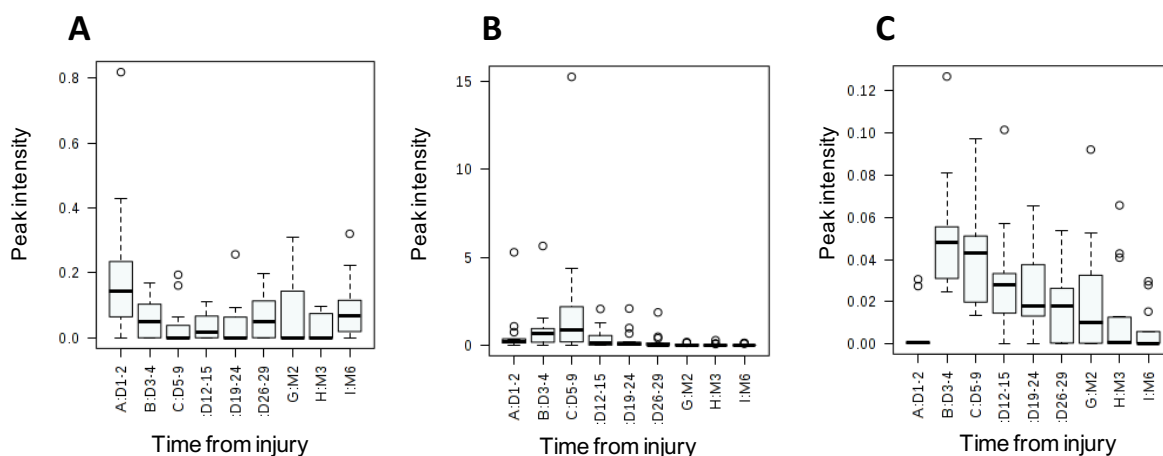 A
B
C
Peak intensity
0.8
0.6
0.4
0.2
0.0
A:D1-2
B:D3-4
C:D5-9
:D12-15
:D19-24
:D26-29
G:M2
H:M3
I:M6
Time from injury
Peak intensity
15
10
5
0
A:D1-2
B:D3-4
C:D5-9
:D12-15
:D19-24
:D26-29
G:M2
H:M3
I:M6
Time from injury
Peak intensity
0.12
0.10
0.08
0.06
0.04
0.02
0.00
A:D1-2
B:D3-4
C:D5-9
:D12-15
:D19-24
:D26-29
G:M2
H:M3
I:M6
Time from injury